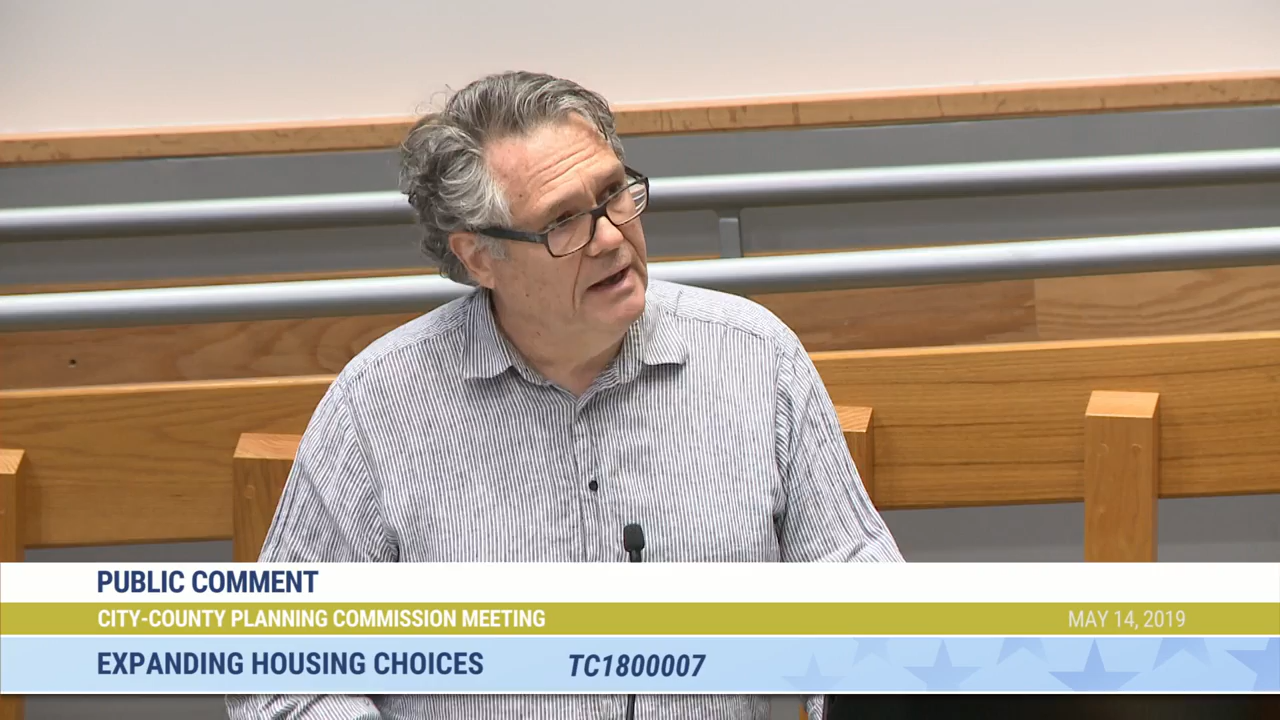 PUBLIC COMMENT
CITY-COUNTY PLANNING COMMISSION MEETING MAY 14, 2019
EXPANDING HOUSING CHOICES TC1800007